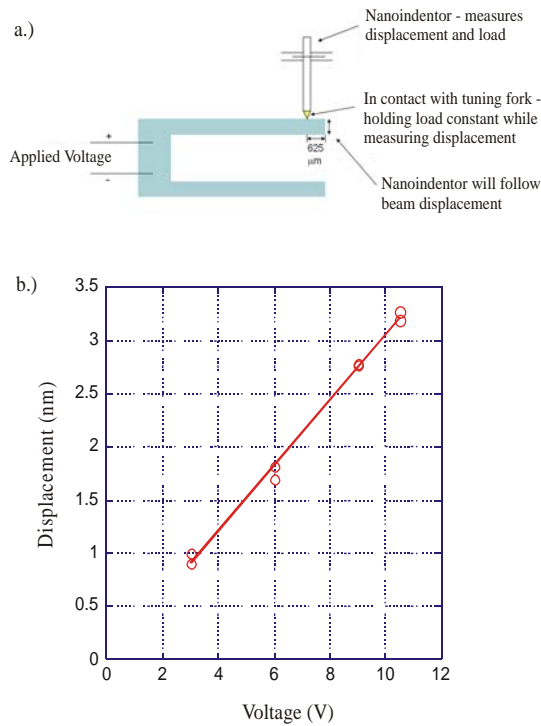 a.)
Nanoindentor - measures
displacement and load
In contact with tuning fork -
holding load constant while
measuring displacement
+
Applied Voltage
-
625
μm
Nanoindentor will follow
beam displacement
b.)
3.5
3
2.5
2
1.5
1
0.5
0
Displacement (nm)
0 2 4 6 8 10 12
Voltage (V)